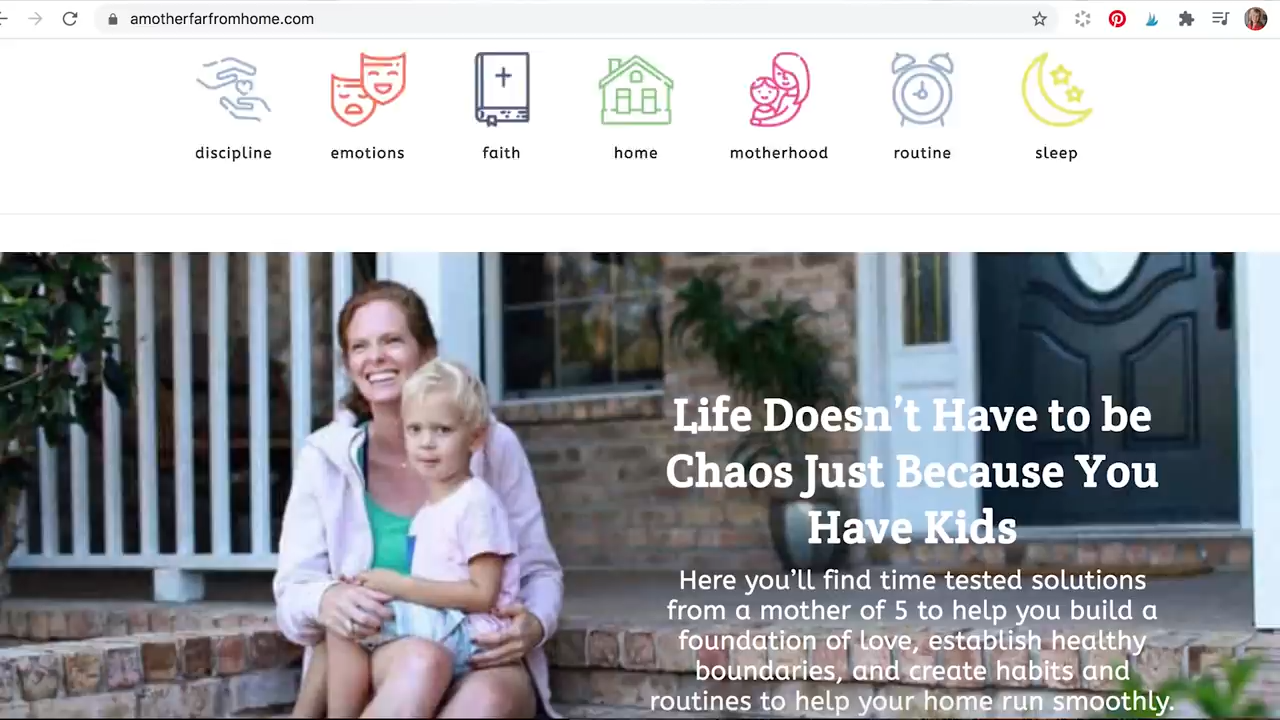 amotherfarfromhome.com
discipline emotions faith home motherhood routine sleep
Life Doesn't Have to be
Chaos Just Because You
Have Kids
Here you'll find time tested solutions
from a mother of 5 to help you build a
foundation of love, establish healthy
boundaries, and create habits and
routines to help your home run smoothly.